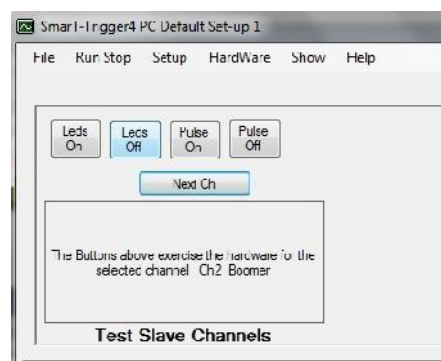 SmarT-Trigger4 PC Default Set-up 1
File Run Stop Setup HardWare Show Help
Leds On
Leds Off
Pulse On
Pulse Off
Next Ch
The Buttons above exercise the hardware for the
selected channel Ch2 Boomer
Test Slave Channels